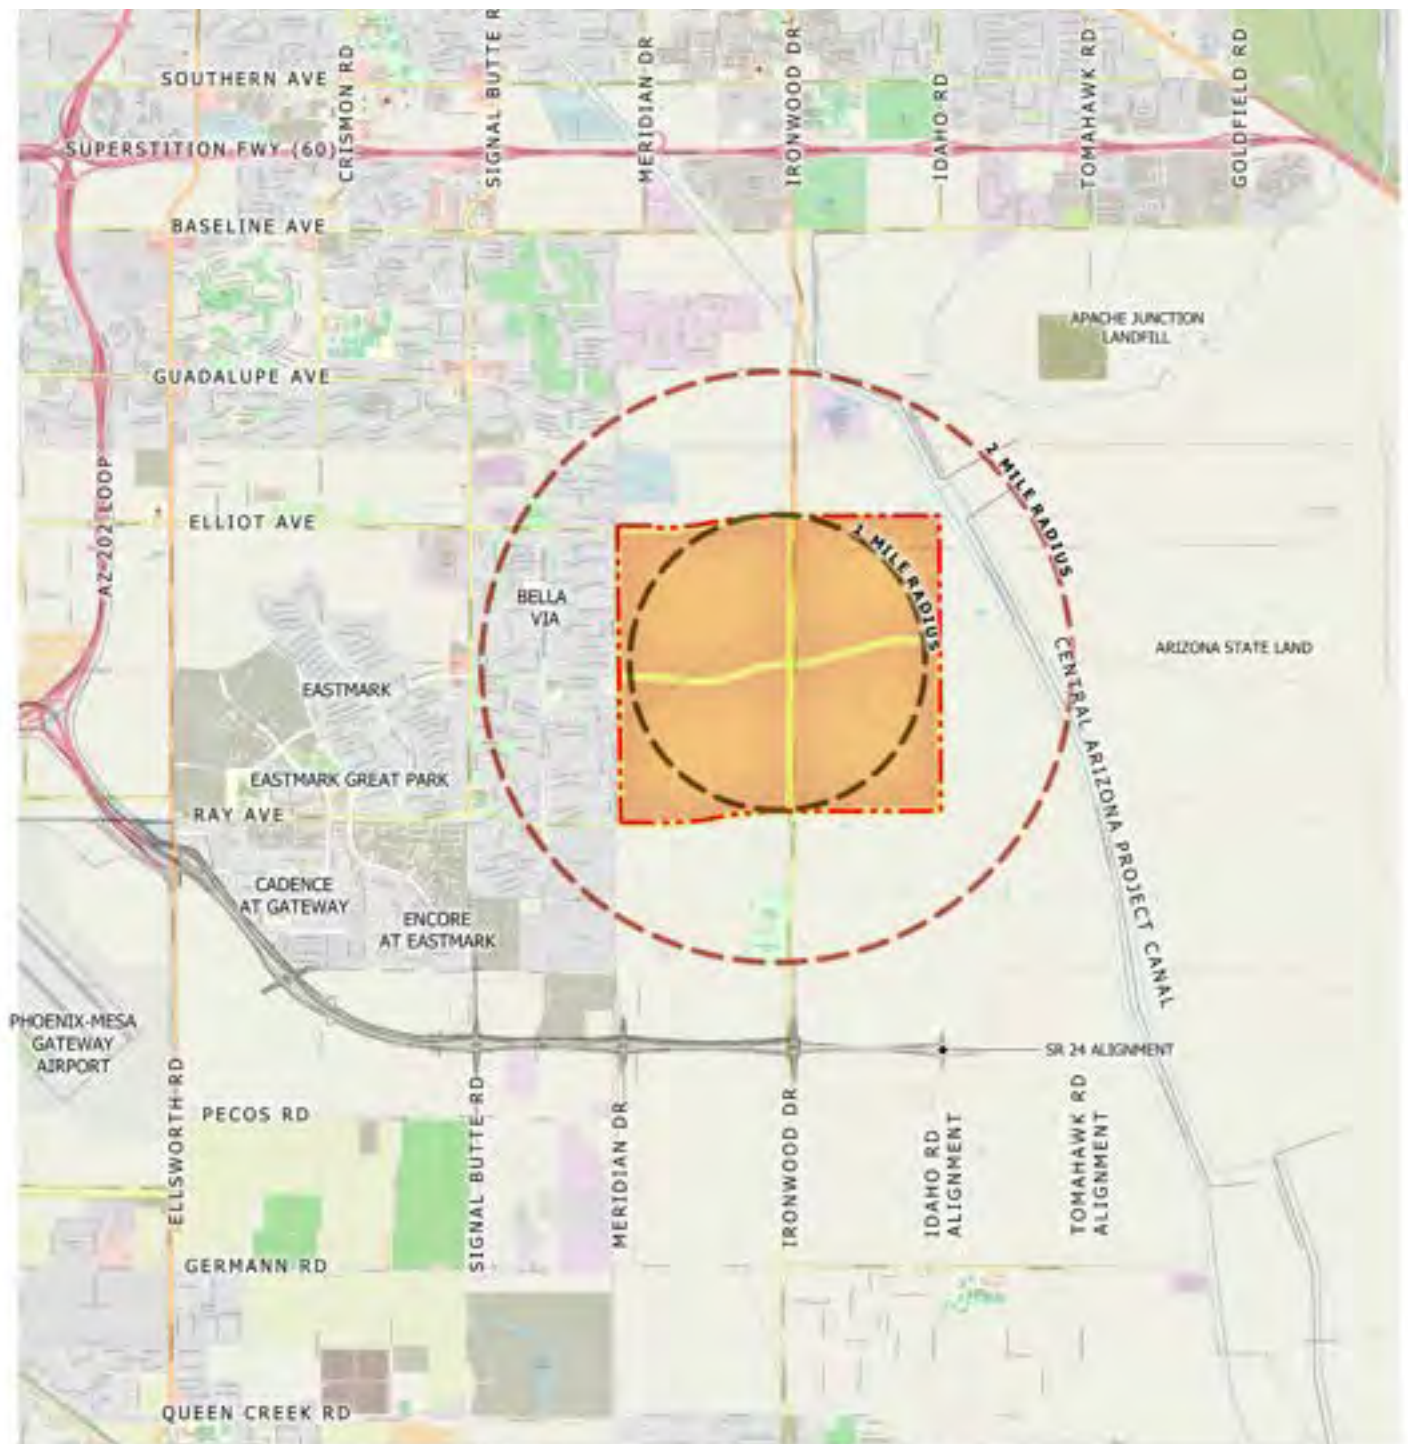 SOUTHERN AVE
CRISMON RD
SIGNAL BUTTE R
MERIDIAN DR
IRONWOOD DR
IDAHO RD
TOMAHAWK RD
GOLDFIELD RD
SUPERSTITION FWY (60)
BASELINE AVE
APACHE JUNCTION
LANDFILL
GUADALUPE AVE
2 MILE RADIUS
AZ-202 LOOP
ELLIOT AVE
1 MILE RADIUS
BELLA
VIA
ARIZONA STATE LAND
CENTRAL ARIZONA PROJECT CANAL
EASTMARK
EASTMARK GREAT PARK
RAY AVE
CADENCE
AT GATEWAY
ENCORE
AT EASTMARK
PHOENIX-MESA
GATEWAY
AIRPORT
SR 24 ALIGNMENT
ELLSWORTH RD
PECOS RD
SIGNAL BUTTE RD
MERIDIAN DR
IRONWOOD DR
IDAHO RD
ALIGNMENT
TOMAHAWK RD
ALIGNMENT
GERMANN RD
QUEEN CREEK RD